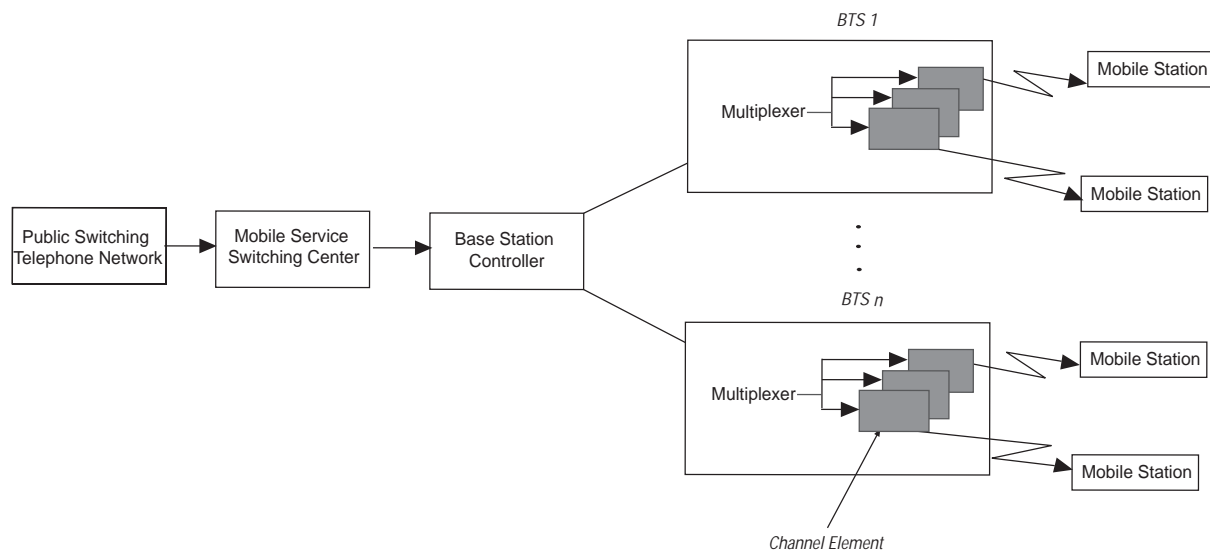 BTS 1
Multiplexer
Mobile Station
Mobile Station
Public Switching
Telephone Network
Mobile Service
Switching Center
Base Station
Controller
BTS n
Multiplexer
Mobile Station
Mobile Station
Channel Element